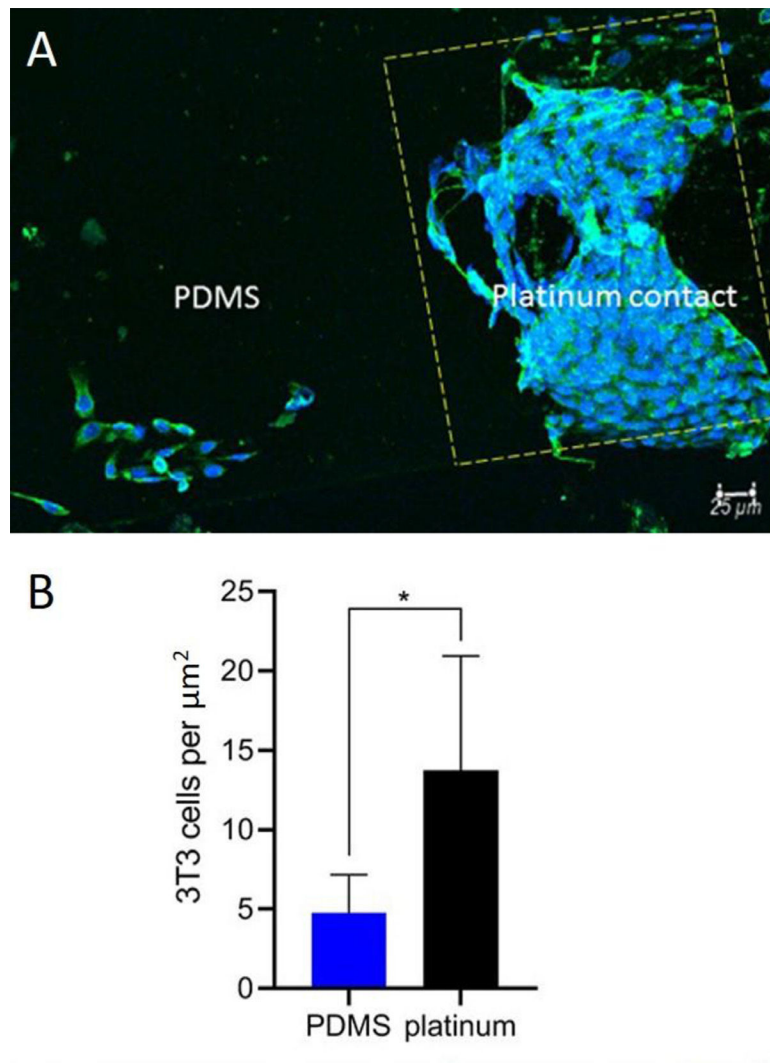 A
PDMS
Platinum contact
25 µm
B
25
20
15
10
5
0
3T3 cells per µm²
*
PDMS
platinum